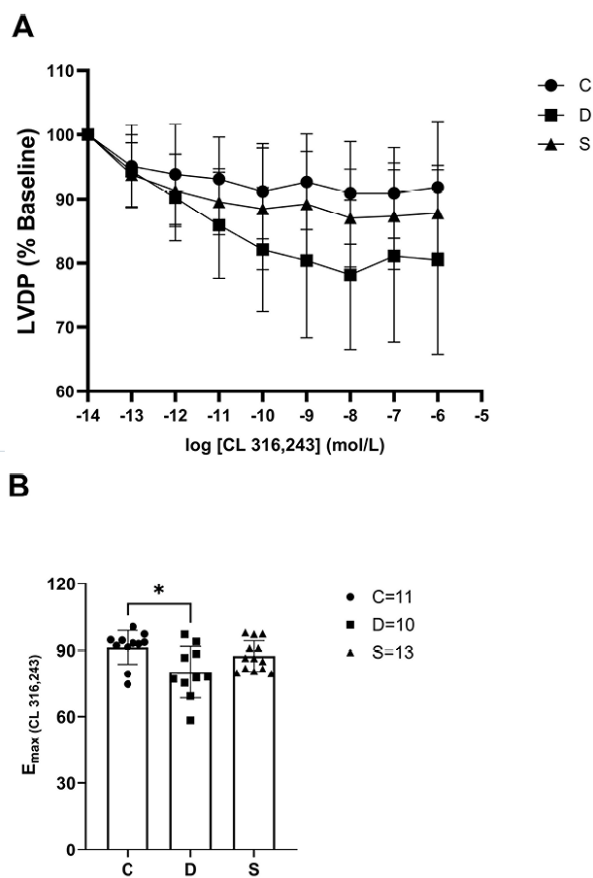 A
110
100
90
80
70
60
LVDP (% Baseline)
-14 -13 -12 -11 -10 -9 -8 -7 -6 -5
log [CL 316,243] (mol/L)
C
D
S
B
120
90
60
30
0
Emax (CL 316,243)
*
C D S
C=11
D=10
S=13